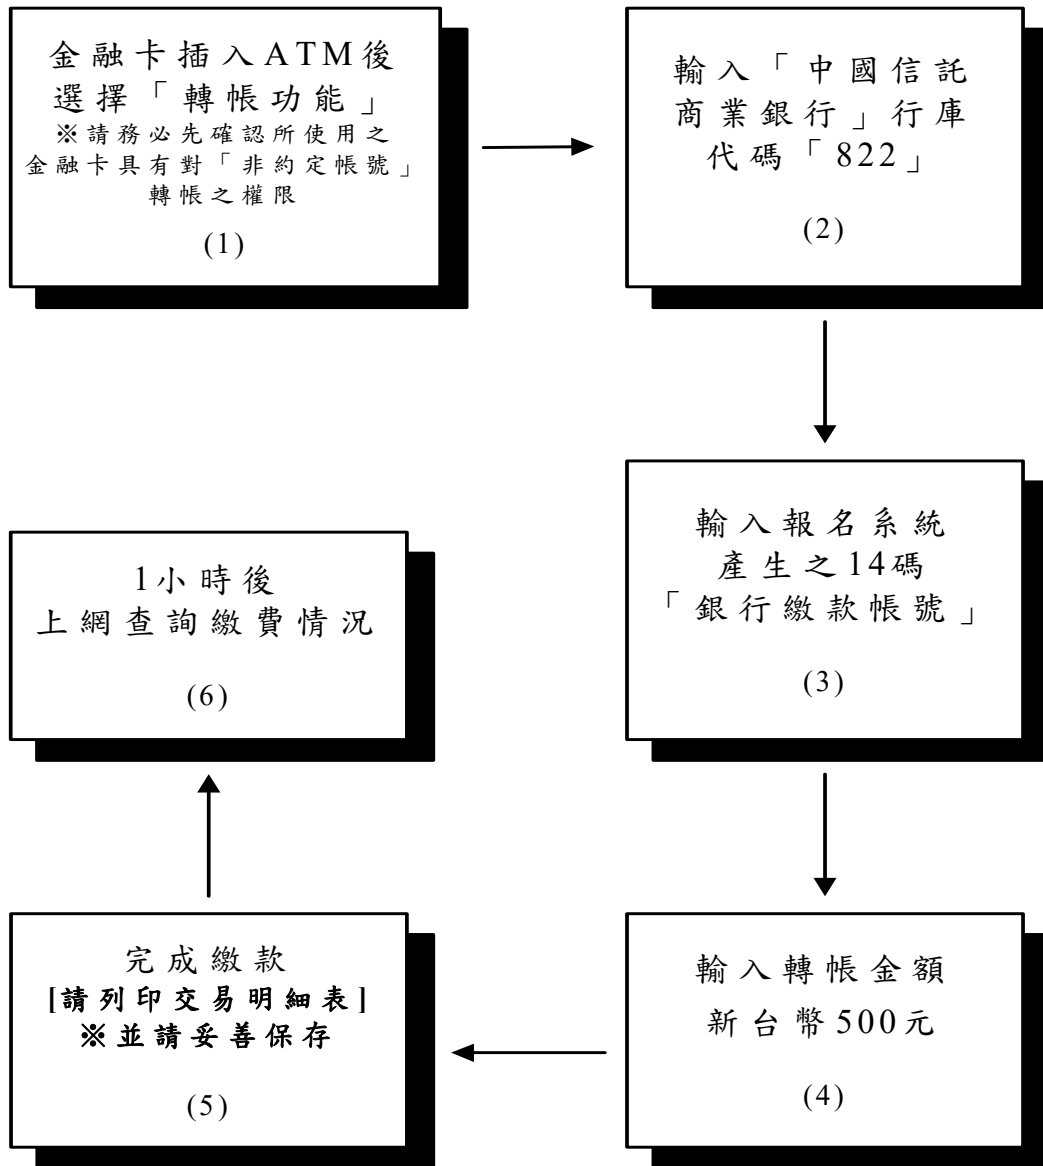 金融卡插入ATM後
選擇「轉帳功能」
※請務必先確認所使用之
金融卡具有對「非約定帳號」
轉帳之權限
(1)
輸入「中國信託
商業銀行」行庫
代碼「822」
(2)
輸入報名系統
產生之14碼
「銀行繳款帳號」
(3)
輸入轉帳金額
新台幣500元
(4)
完成繳款
[請列印交易明細表]
※並請妥善保存
(5)
1小時後
上網查詢繳費情況
(6)